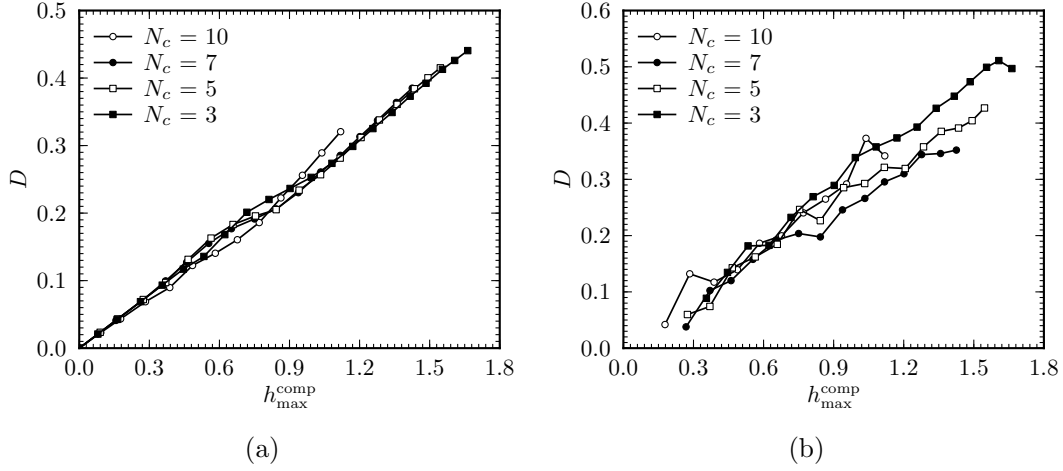 0.5
0.4
0.3
0.2
0.1
0.0
D
N_c = 10
N_c = 7
N_c = 5
N_c = 3
0.0 0.3 0.6 0.9 1.2 1.5 1.8
h_max^comp
(a)
0.6
0.5
0.4
0.3
0.2
0.1
0.0
D
N_c = 10
N_c = 7
N_c = 5
N_c = 3
0.0 0.3 0.6 0.9 1.2 1.5 1.8
h_max^comp
(b)